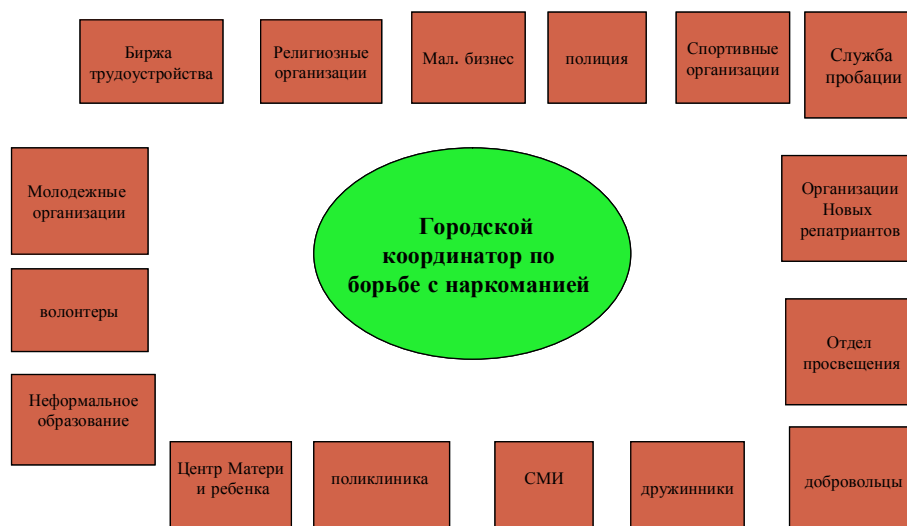 Биржа
трудоустройства
Религиозные
организации
Мал. бизнес
полиция
Спортивные
организации
Служба
пробации
Молодежные
организации
Городской
координатор по
борьбе с наркоманией
Организации
Новых
репатриантов
волонтеры
Отдел
просвещения
Неформальное
образование
Центр Матери
и ребенка
поликлиника
СМИ
дружинники
добровольцы